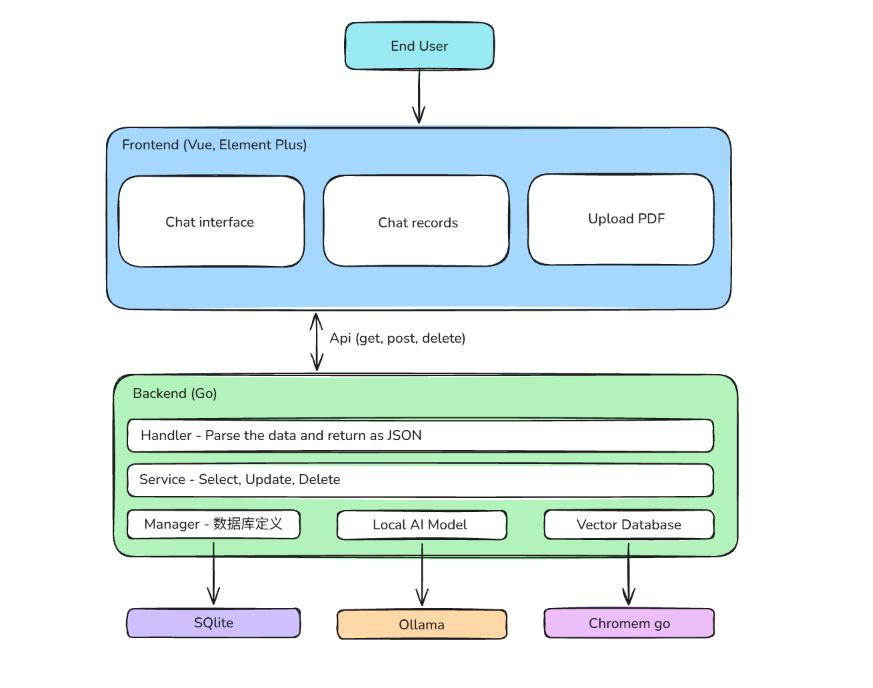 End User
Frontend (Vue, Element Plus)
Chat interface
Chat records
Upload PDF
Api (get, post, delete)
Backend (Go)
Handler - Parse the data and return as JSON
Service - Select, Update, Delete
Manager - 数据库定义
Local AI Model
Vector Database
SQlite
Ollama
Chromem go